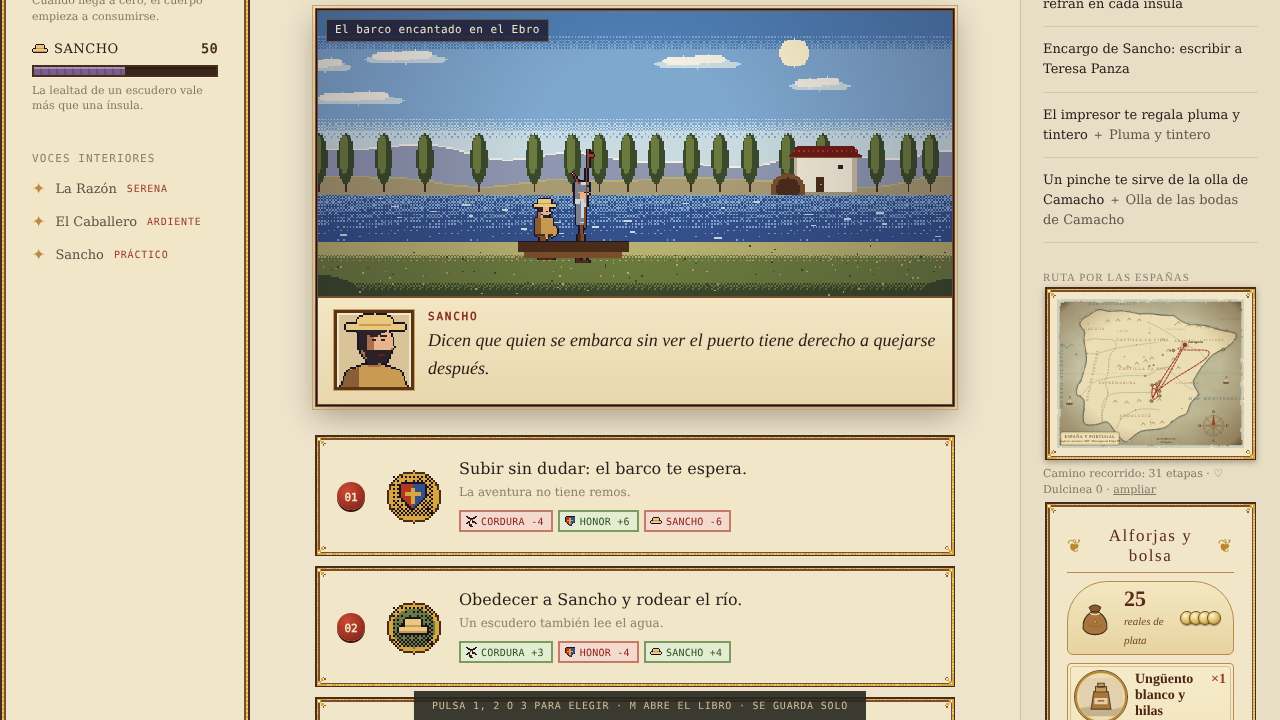 Cuando llega a cero, el cuerpo
empieza a consumirse.
SANCHO 50
La lealtad de un escudero vale
más que una ínsula.
VOCES INTERIORES
La Razón SERENA
El Caballero ARDIENTE
Sancho PRÁCTICO
El barco encantado en el Ebro
SANCHO
Dicen que quien se embarca sin ver el puerto tiene derecho a quejarse
después.
01
Subir sin dudar: el barco te espera.
La aventura no tiene remos.
CORDURA -4 HONOR +6 SANCHO -6
02
Obedecer a Sancho y rodear el río.
Un escudero también lee el agua.
CORDURA +3 HONOR -4 SANCHO +4
PULSA 1, 2 O 3 PARA ELEGIR · M ABRE EL LIBRO · SE GUARDA SOLO
refrán en cada ínsula
Encargo de Sancho: escribir a
Teresa Panza
El impresor te regala pluma y
tintero + Pluma y tintero
Un pinche te sirve de la olla de
Camacho + Olla de las bodas
de Camacho
RUTA POR LAS ESPAÑAS
ESPAÑA Y PORTUGAL
Camino recorrido: 31 etapas · ♡
Dulcinea 0 · ampliar
Alforjas y
bolsa
25
reales de
plata
Ungüento ×1
blanco y
hilas